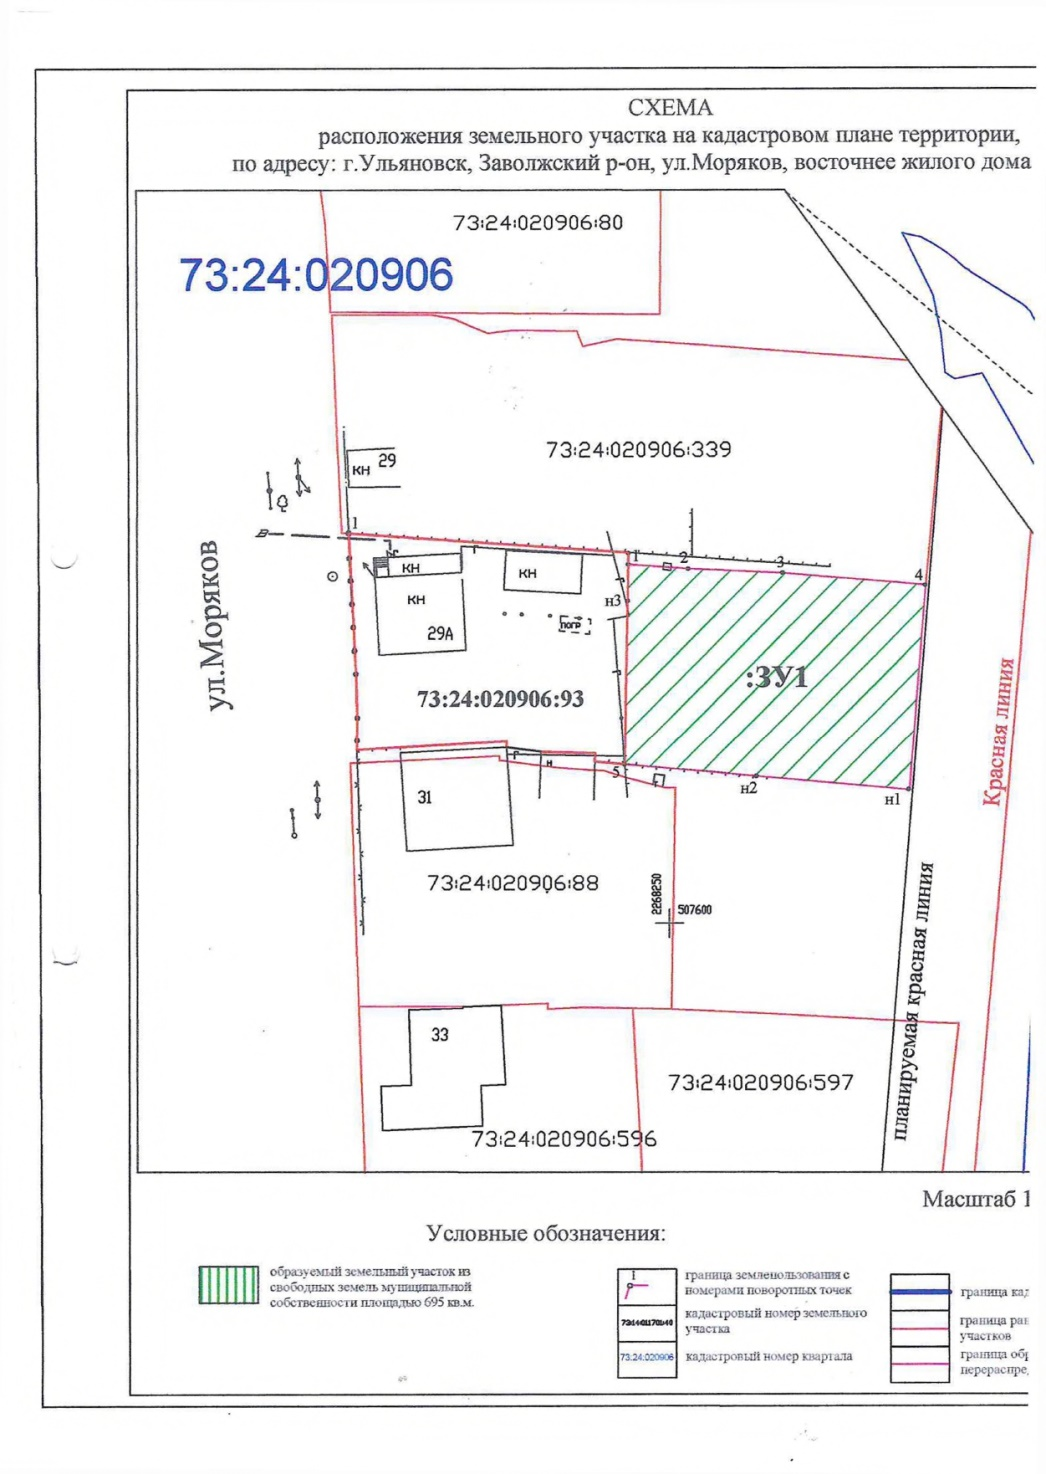 СХЕМА
расположения земельного участка на кадастровом плане территории,
по адресу: г.Ульяновск, Заволжский р-он, ул.Моряков, восточнее жилого дома
73:24:020906:80
73:24:020906
73:24:020906:339
29
кн
1
В
ул.Моряков
кн
кн
кн
29А
погр
Г
1
2
3
4
н3
:ЗУ1
73:24:020906:93
Г
н
5
н2
н1
Красная линия
31
73:24:020906:88
2268250
507600
планируемая красная линия
33
73:24:020906:597
73:24:020906:596
Масштаб 1
Условные обозначения:
образуемый земельный участок из
свободных земель муниципальной
собственности площадью 695 кв.м.
1
граница землепользования с
номерами поворотных точек
кадастровый номер земельного
участка
73:24:020906
кадастровый номер квартала
граница кад
граница ран
участков
граница обр
перераспре,